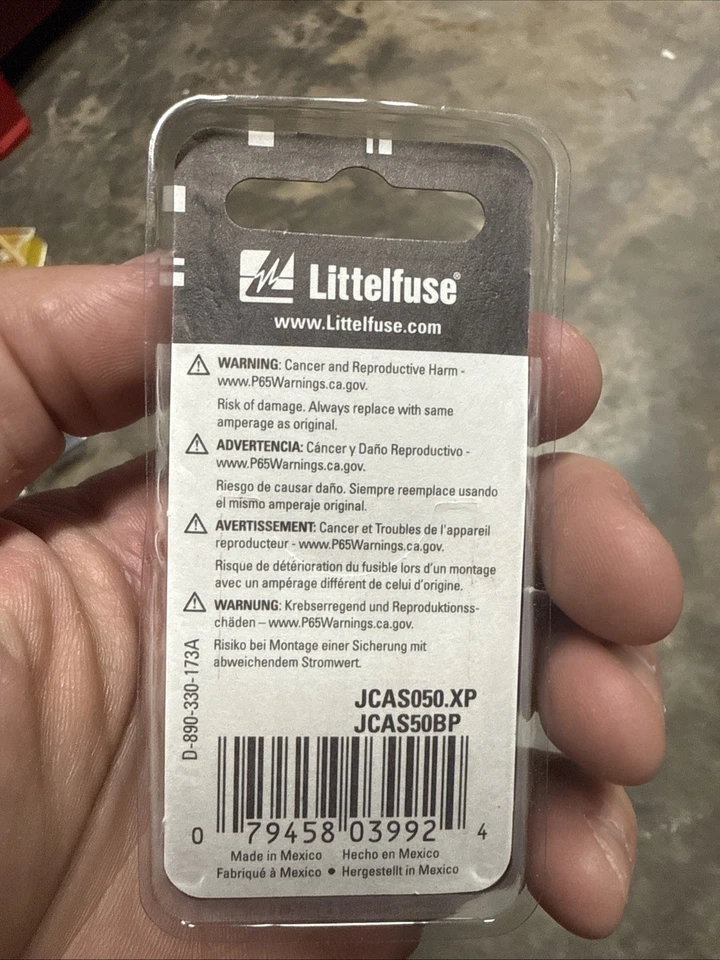 Littelfuse®
www.Littelfuse.com
⚠ WARNING: Cancer and Reproductive Harm -
www.P65Warnings.ca.gov.
Risk of damage. Always replace with same
amperage as original.
⚠ ADVERTENCIA: Cáncer y Daño Reproductivo -
www.P65Warnings.ca.gov.
Riesgo de causar daño. Siempre reemplace usando
el mismo amperaje original.
⚠ AVERTISSEMENT: Cancer et Troubles de l'appareil
reproducteur - www.P65Warnings.ca.gov.
Risque de détérioration du fusible lors d'un montage
avec un ampérage différent de celui d'origine.
⚠ WARNUNG: Krebserregend und Reproduktionss-
chäden – www.P65Warnings.ca.gov.
Risiko bei Montage einer Sicherung mit
abweichendem Stromwert.
D-890-330-173A
JCAS050.XP
JCAS50BP
0 79458 03992 4
Made in Mexico Hecho en Mexico
Fabriqué à Mexico • Hergestellt in Mexico